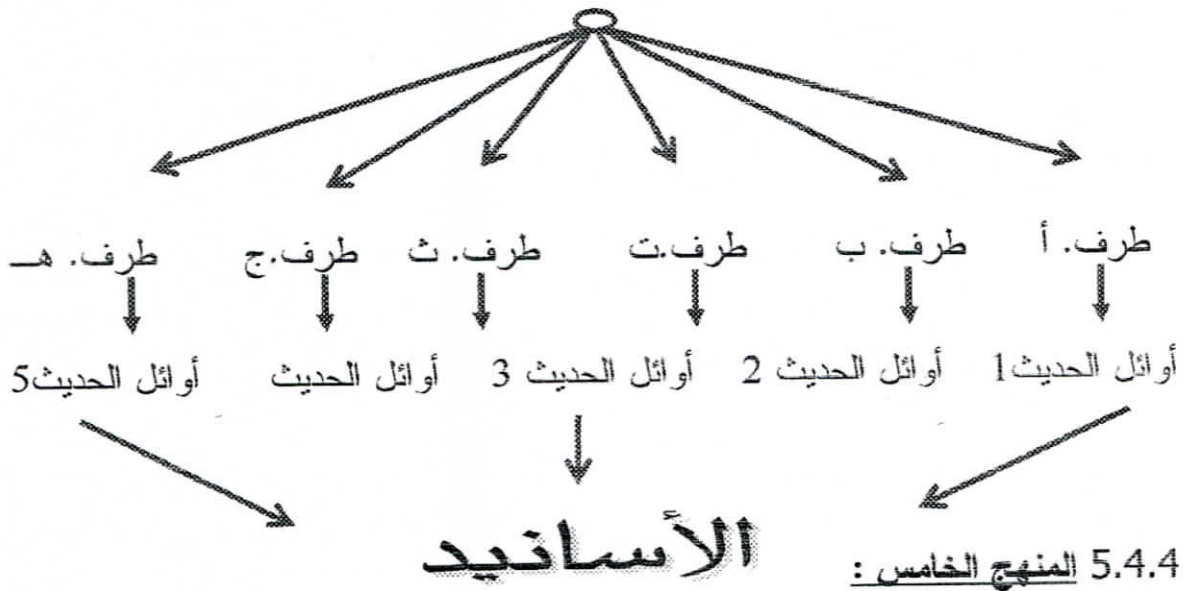 طرف. أ طرف. ب طرف.ت طرف. ث طرف.ج طرف. هـ
أوائل الحديث1 أوائل الحديث 2 أوائل الحديث 3 أوائل الحديث أوائل الحديث5
الأسانيد
5.4.4 المنهج الخامس :